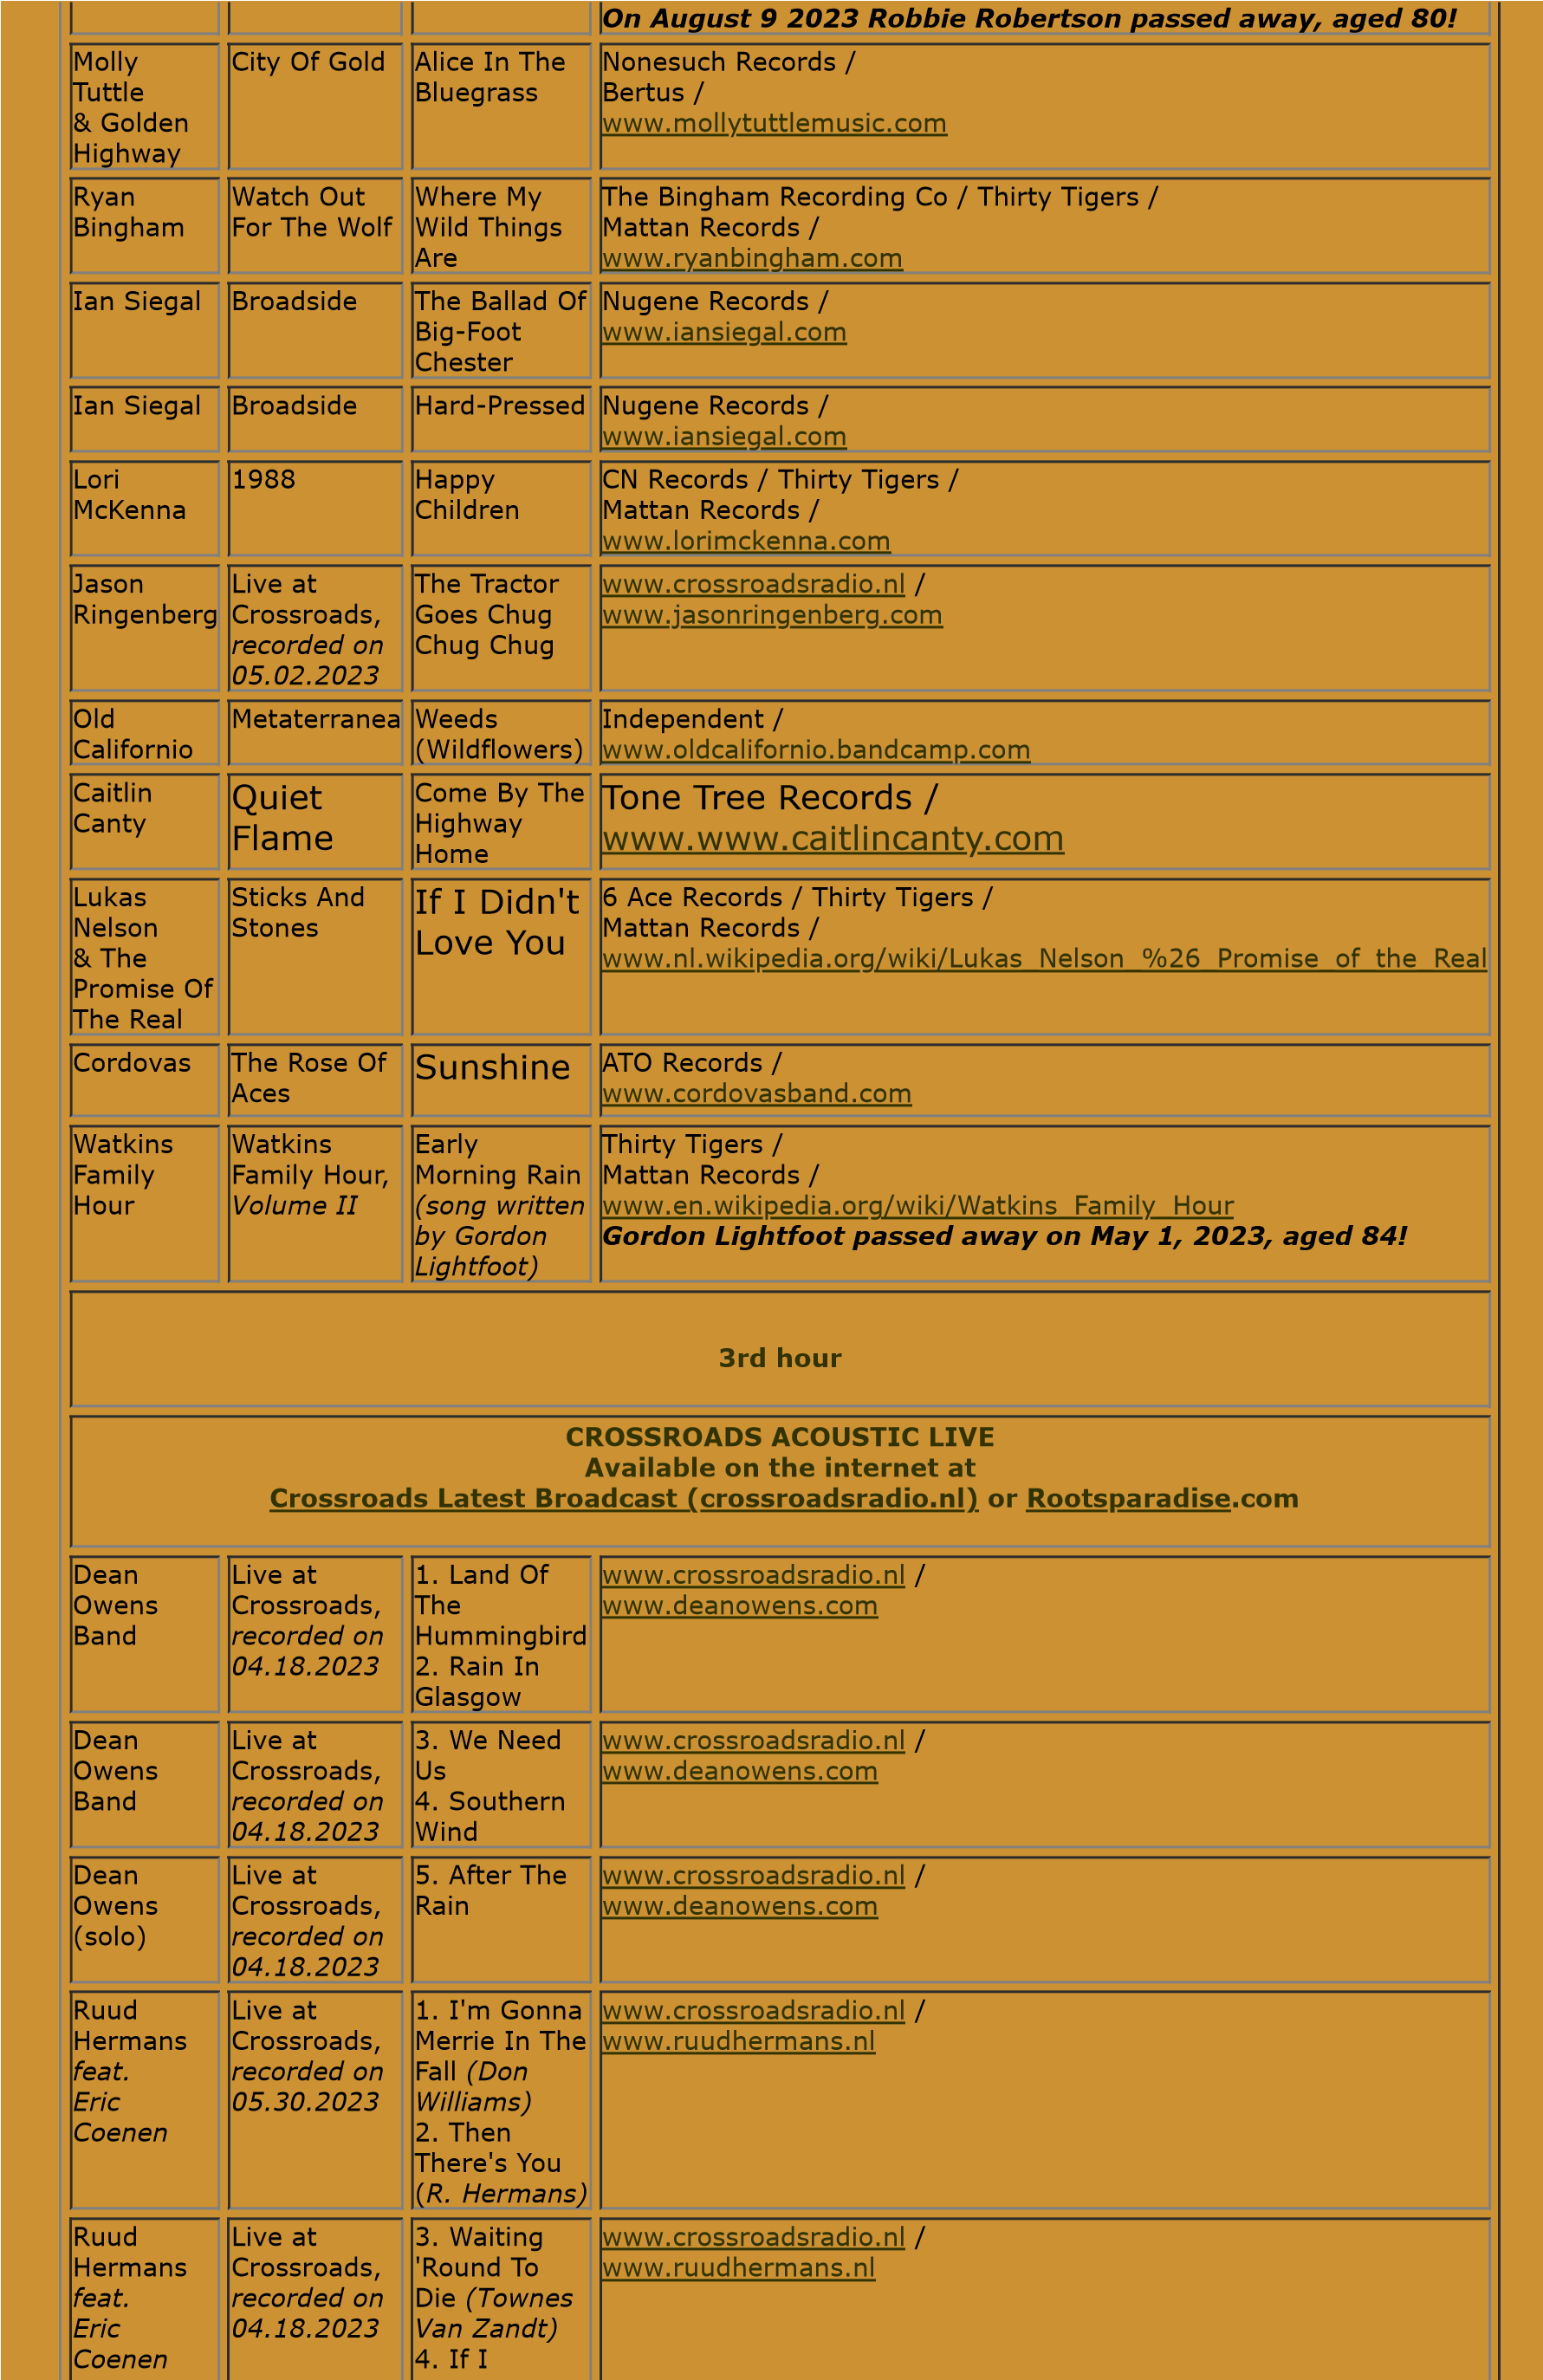 On August 9 2023 Robbie Robertson passed away, aged 80!
Molly
Tuttle
& Golden
Highway
City Of Gold
Alice In The
Bluegrass
Nonesuch Records /
Bertus /
www.mollytuttlemusic.com
Ryan
Bingham
Watch Out
For The Wolf
Where My
Wild Things
Are
The Bingham Recording Co / Thirty Tigers /
Mattan Records /
www.ryanbingham.com
Ian Siegal
Broadside
The Ballad Of
Big-Foot
Chester
Nugene Records /
www.iansiegal.com
Ian Siegal
Broadside
Hard-Pressed
Nugene Records /
www.iansiegal.com
Lori
McKenna
1988
Happy
Children
CN Records / Thirty Tigers /
Mattan Records /
www.lorimckenna.com
Jason
Ringenberg
Live at
Crossroads,
recorded on
05.02.2023
The Tractor
Goes Chug
Chug Chug
www.crossroadsradio.nl /
www.jasonringenberg.com
Old
Californio
Metaterranea
Weeds
(Wildflowers)
Independent /
www.oldcalifornio.bandcamp.com
Caitlin
Canty
Quiet
Flame
Come By The
Highway
Home
Tone Tree Records /
www.www.caitlincanty.com
Lukas
Nelson
& The
Promise Of
The Real
Sticks And
Stones
If I Didn't
Love You
6 Ace Records / Thirty Tigers /
Mattan Records /
www.nl.wikipedia.org/wiki/Lukas_Nelson_%26_Promise_of_the_Real
Cordovas
The Rose Of
Aces
Sunshine
ATO Records /
www.cordovasband.com
Watkins
Family
Hour
Watkins
Family Hour,
Volume II
Early
Morning Rain
(song written
by Gordon
Lightfoot)
Thirty Tigers /
Mattan Records /
www.en.wikipedia.org/wiki/Watkins_Family_Hour
Gordon Lightfoot passed away on May 1, 2023, aged 84!
3rd hour
CROSSROADS ACOUSTIC LIVE
Available on the internet at
Crossroads Latest Broadcast (crossroadsradio.nl) or Rootsparadise.com
Dean
Owens
Band
Live at
Crossroads,
recorded on
04.18.2023
1. Land Of
The
Hummingbird
2. Rain In
Glasgow
www.crossroadsradio.nl /
www.deanowens.com
Dean
Owens
Band
Live at
Crossroads,
recorded on
04.18.2023
3. We Need
Us
4. Southern
Wind
www.crossroadsradio.nl /
www.deanowens.com
Dean
Owens
(solo)
Live at
Crossroads,
recorded on
04.18.2023
5. After The
Rain
www.crossroadsradio.nl /
www.deanowens.com
Ruud
Hermans
feat.
Eric
Coenen
Live at
Crossroads,
recorded on
05.30.2023
1. I'm Gonna
Merrie In The
Fall (Don
Williams)
2. Then
There's You
(R. Hermans)
www.crossroadsradio.nl /
www.ruudhermans.nl
Ruud
Hermans
feat.
Eric
Coenen
Live at
Crossroads,
recorded on
04.18.2023
3. Waiting
'Round To
Die (Townes
Van Zandt)
4. If I
www.crossroadsradio.nl /
www.ruudhermans.nl